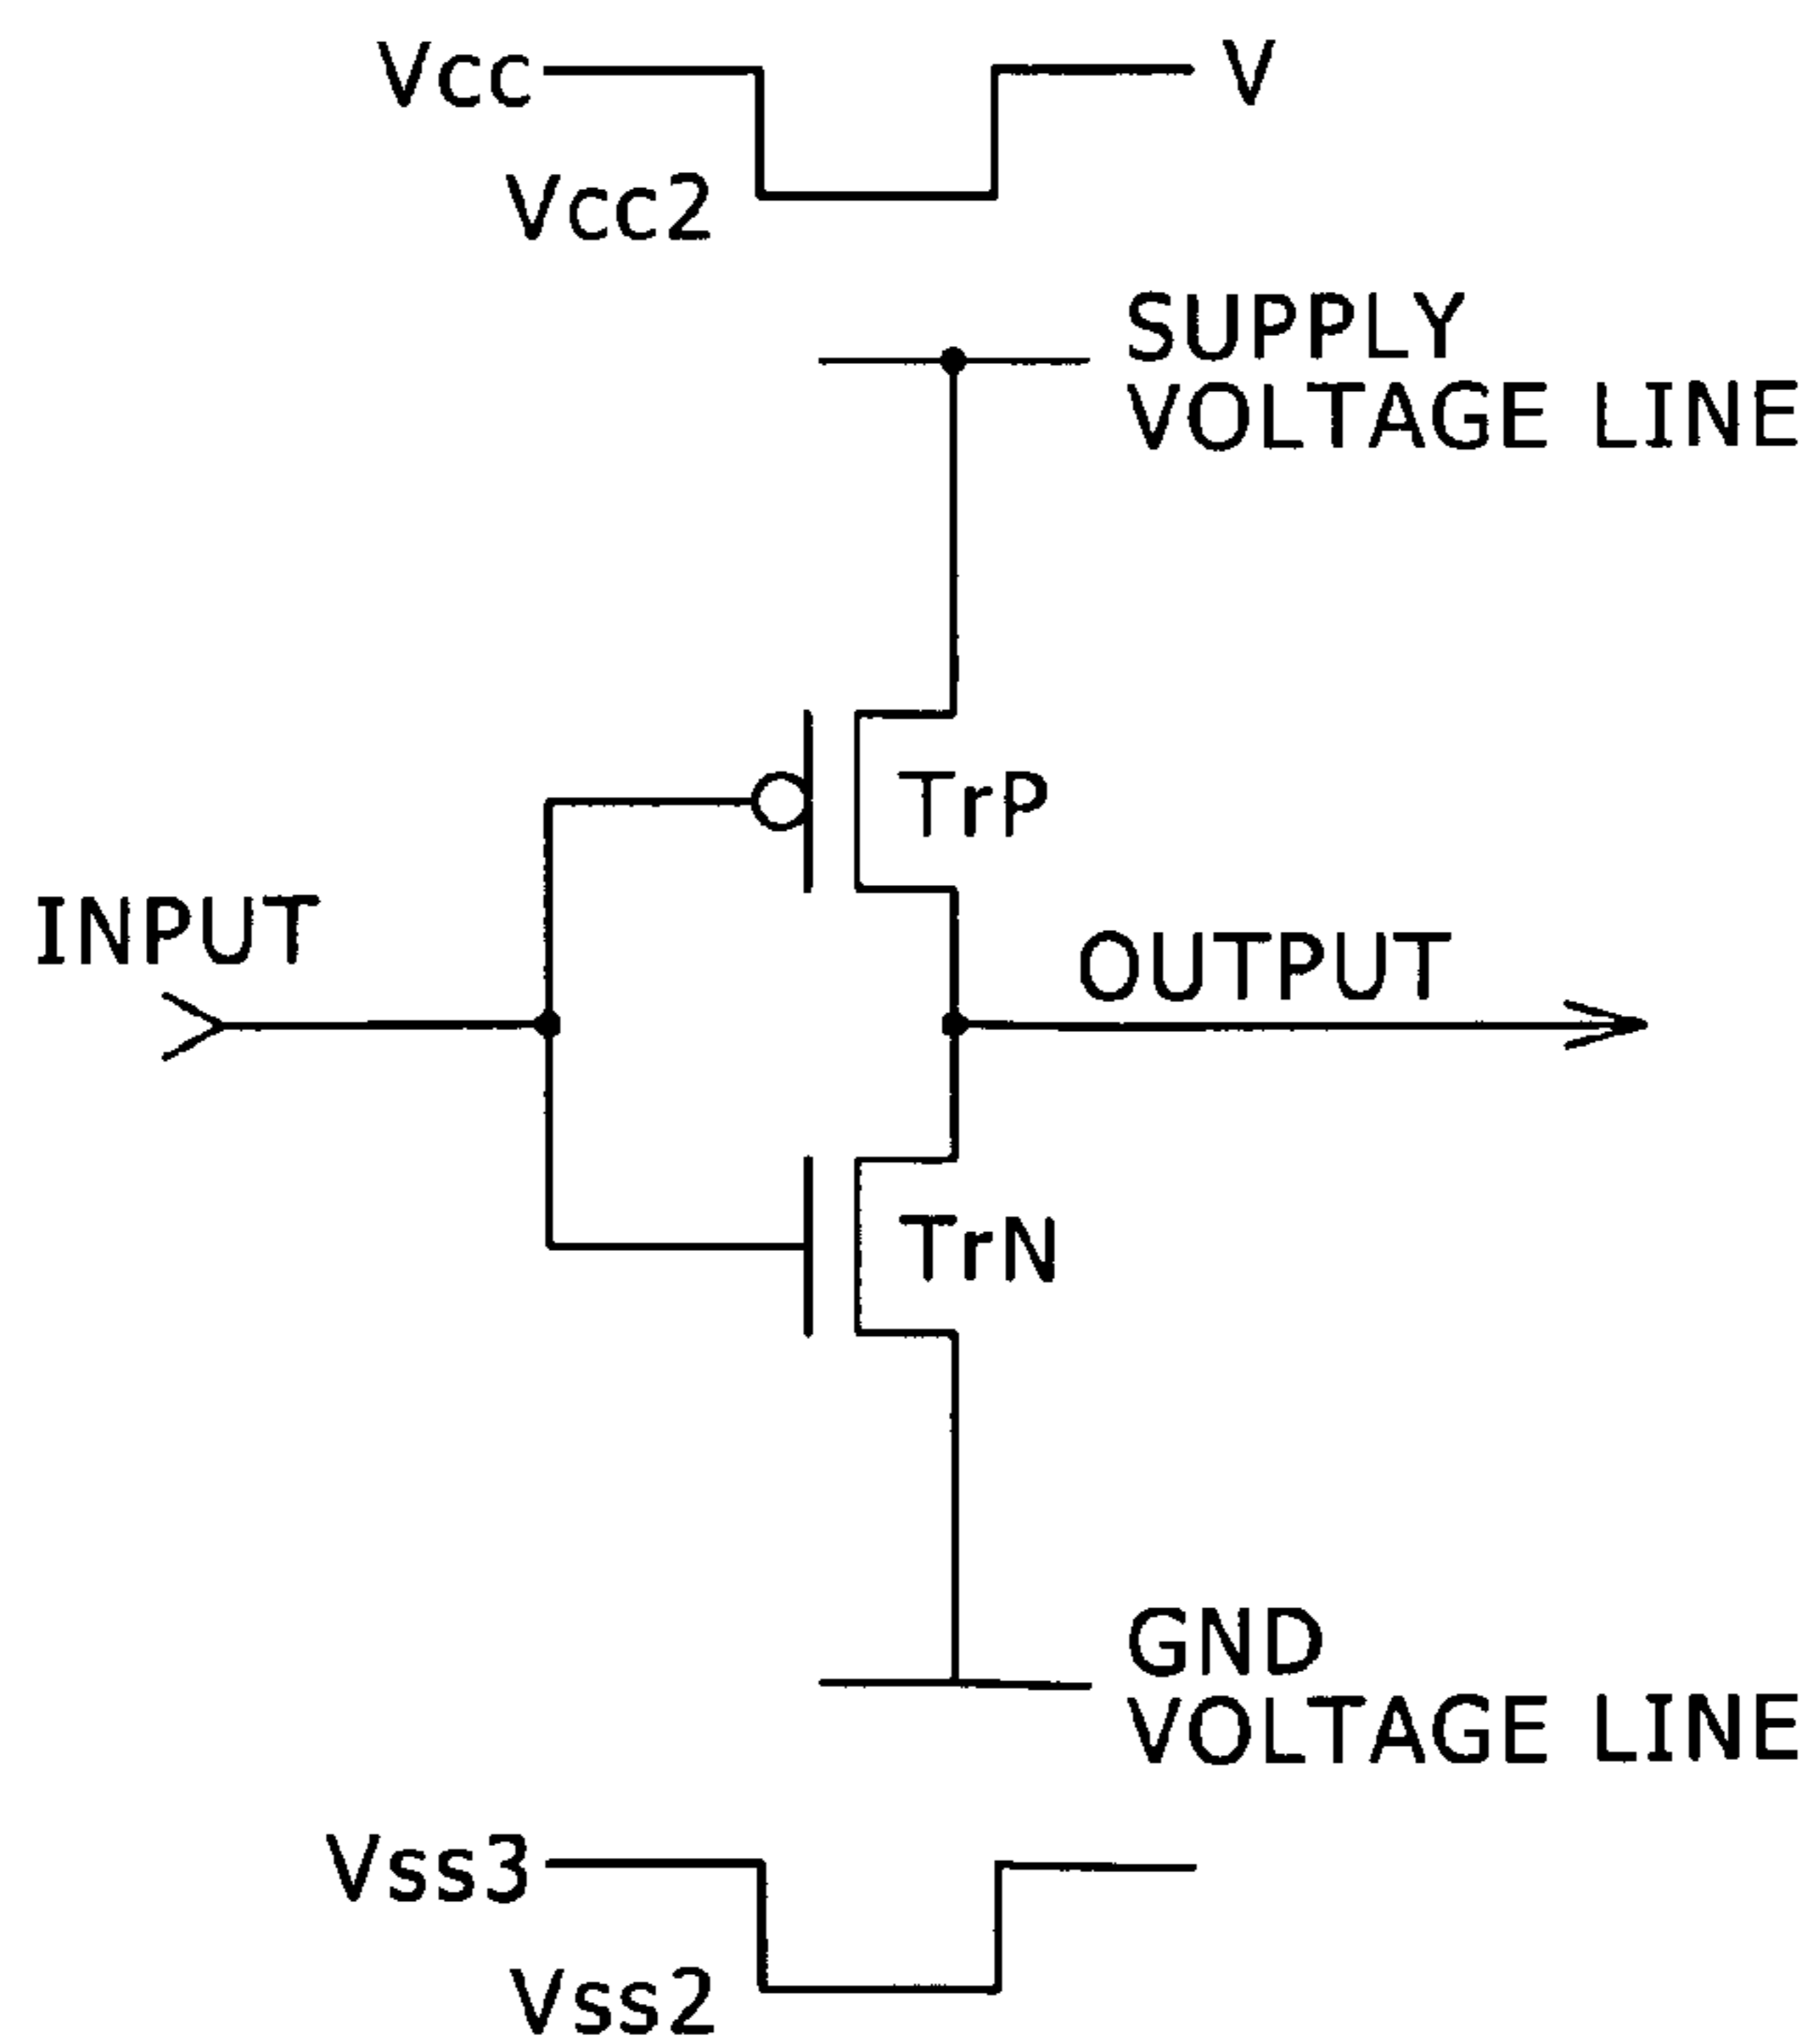 Vcc
V
Vcc2
SUPPLY
VOLTAGE LINE
TrP
INPUT
OUTPUT
TrN
GND
VOLTAGE LINE
Vss3
Vss2